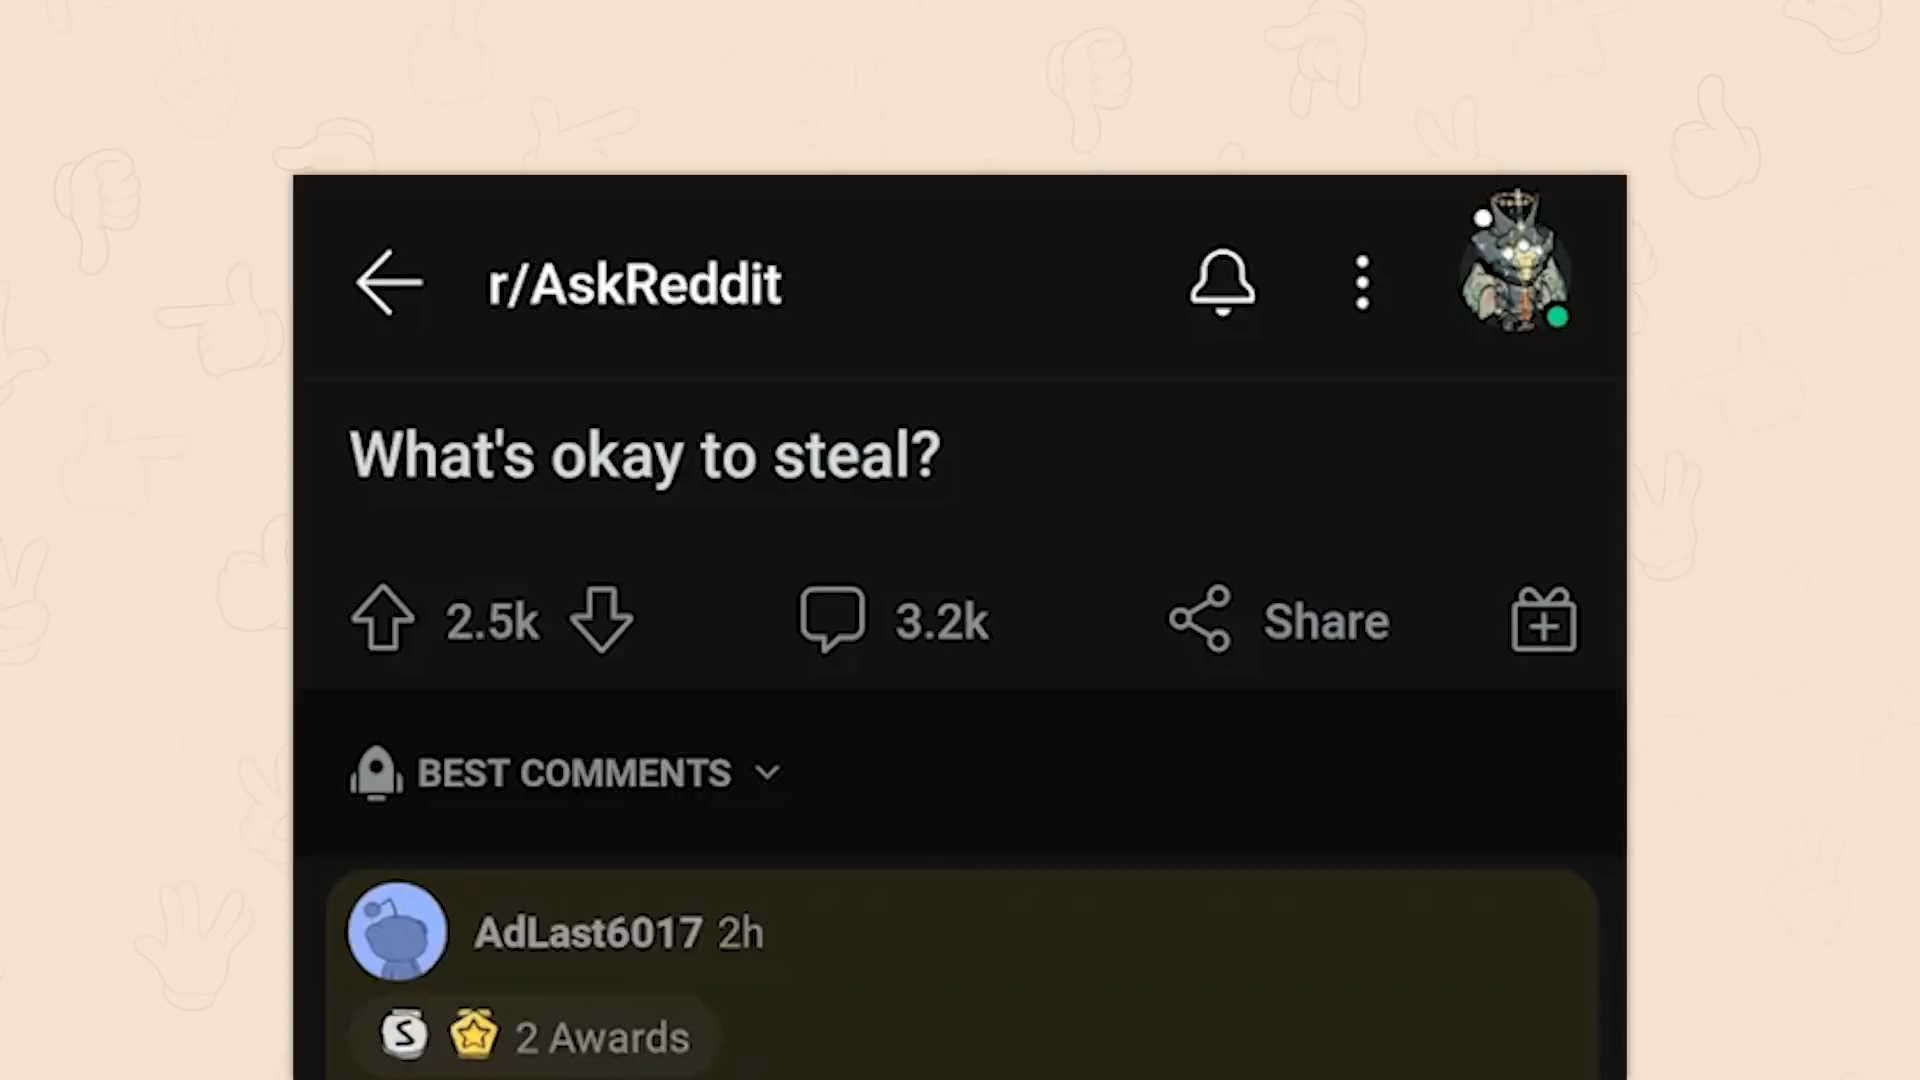 r/AskReddit
What's okay to steal?
2.5k 3.2k Share
BEST COMMENTS
AdLast6017 2h
S 2 Awards